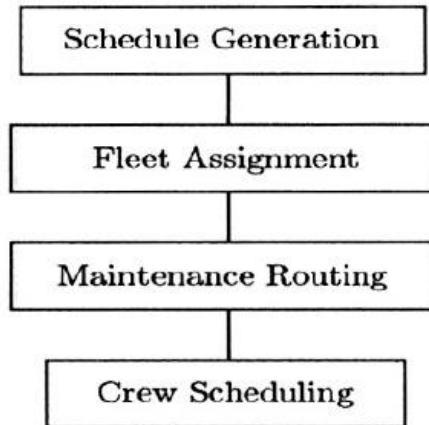 Schedule Generation
Fleet Assignment
Maintenance Routing
Crew Scheduling